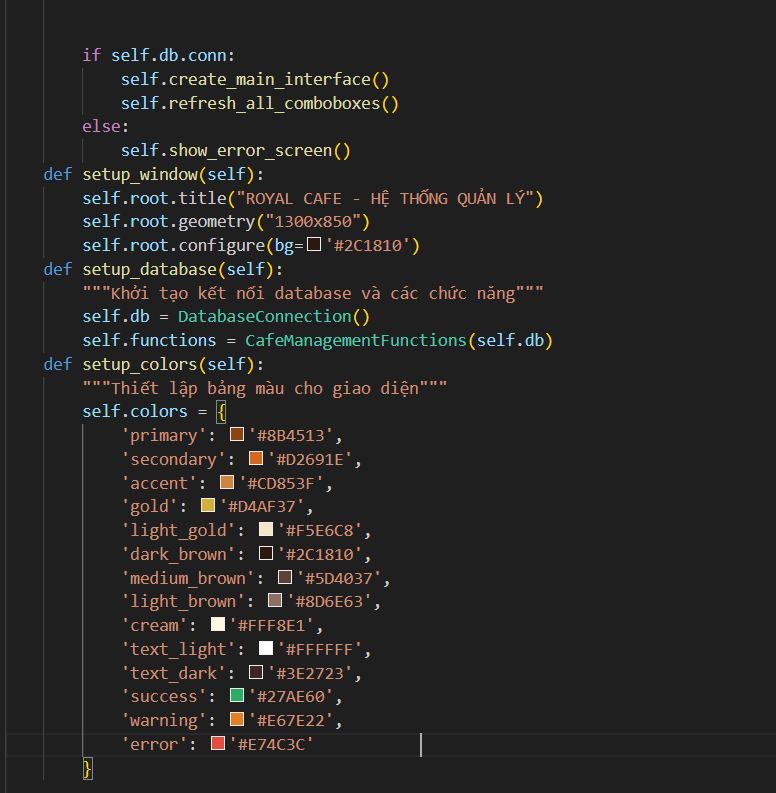 if self.db.conn:
self.create_main_interface()
self.refresh_all_comboboxes()
else:
self.show_error_screen()
def setup_window(self):
self.root.title("ROYAL CAFE - HỆ THỐNG QUẢN LÝ")
self.root.geometry("1300x850")
self.root.configure(bg='#2C1810')
def setup_database(self):
"""Khởi tạo kết nối database và các chức năng"""
self.db = DatabaseConnection()
self.functions = CafeManagementFunctions(self.db)
def setup_colors(self):
"""Thiết lập bảng màu cho giao diện"""
self.colors = {
'primary': '#8B4513',
'secondary': '#D2691E',
'accent': '#CD853F',
'gold': '#D4AF37',
'light_gold': '#F5E6C8',
'dark_brown': '#2C1810',
'medium_brown': '#5D4037',
'light_brown': '#8D6E63',
'cream': '#FFF8E1',
'text_light': '#FFFFFF',
'text_dark': '#3E2723',
'success': '#27AE60',
'warning': '#E67E22',
'error': '#E74C3C'
}